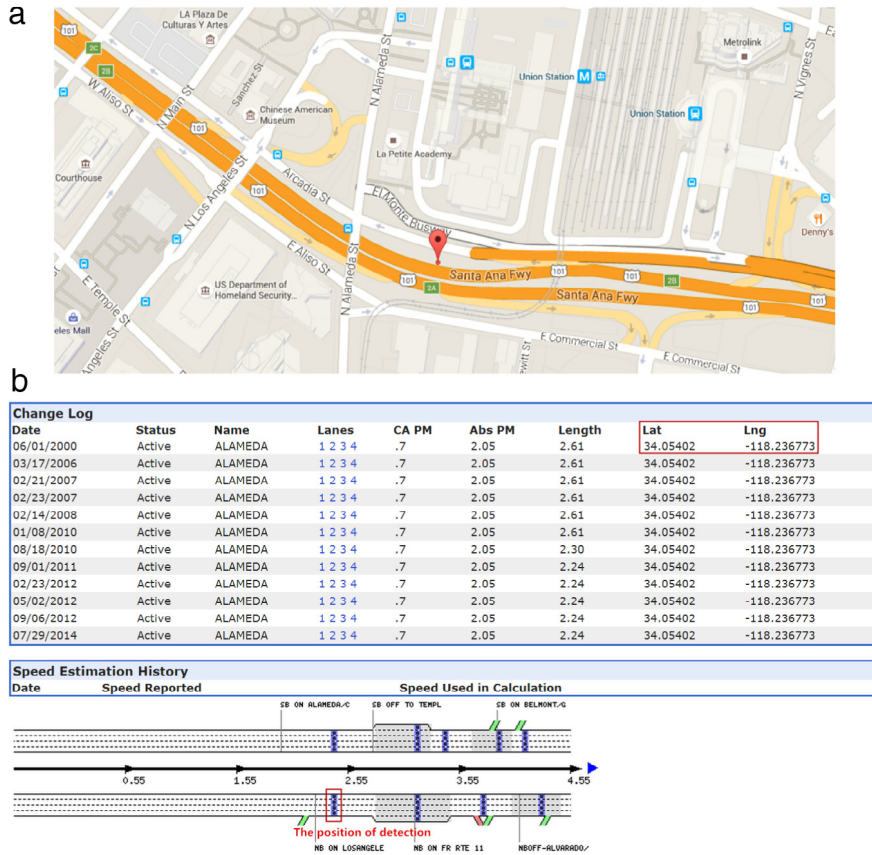 a
LA Plaza De
Culturas Y Artes
101
2C
2B
W Aliso St
N Main St
Sanchez St
N Alameda St
Metrolink
Union Station
M
N Vignes St
Chinese American
Museum
Union Station
101
La Petite Academy
Courthouse
Arcadia St
101
El Monte Busway
Denny's
N Los Angeles St
E Aliso St
101
Santa Ana Fwy
101
101
2B
101
2A
Santa Ana Fwy
101
E Temple St
US Department of
Homeland Security...
N Alameda St
eles Mall
Angeles St
ewitt St
E Commercial St
E Commercial St
b
Change Log
Date Status Name Lanes CA PM Abs PM Length Lat Lng
06/01/2000 Active ALAMEDA 1 2 3 4 .7 2.05 2.61 34.05402 -118.236773
03/17/2006 Active ALAMEDA 1 2 3 4 .7 2.05 2.61 34.05402 -118.236773
02/21/2007 Active ALAMEDA 1 2 3 4 .7 2.05 2.61 34.05402 -118.236773
02/23/2007 Active ALAMEDA 1 2 3 4 .7 2.05 2.61 34.05402 -118.236773
02/14/2008 Active ALAMEDA 1 2 3 4 .7 2.05 2.61 34.05402 -118.236773
01/08/2010 Active ALAMEDA 1 2 3 4 .7 2.05 2.61 34.05402 -118.236773
08/18/2010 Active ALAMEDA 1 2 3 4 .7 2.05 2.30 34.05402 -118.236773
09/01/2011 Active ALAMEDA 1 2 3 4 .7 2.05 2.24 34.05402 -118.236773
02/23/2012 Active ALAMEDA 1 2 3 4 .7 2.05 2.24 34.05402 -118.236773
05/02/2012 Active ALAMEDA 1 2 3 4 .7 2.05 2.24 34.05402 -118.236773
09/06/2012 Active ALAMEDA 1 2 3 4 .7 2.05 2.24 34.05402 -118.236773
07/29/2014 Active ALAMEDA 1 2 3 4 .7 2.05 2.24 34.05402 -118.236773
Speed Estimation History
Date Speed Reported Speed Used in Calculation
SB ON ALAMEDA/C SB OFF TO TEMPL SB ON BELMONT/G
0.55 1.55 2.55 3.55 4.55
The position of detection
NB ON LOSANGELE NB ON FR RTE 11 NBOFF-ALVARADO/